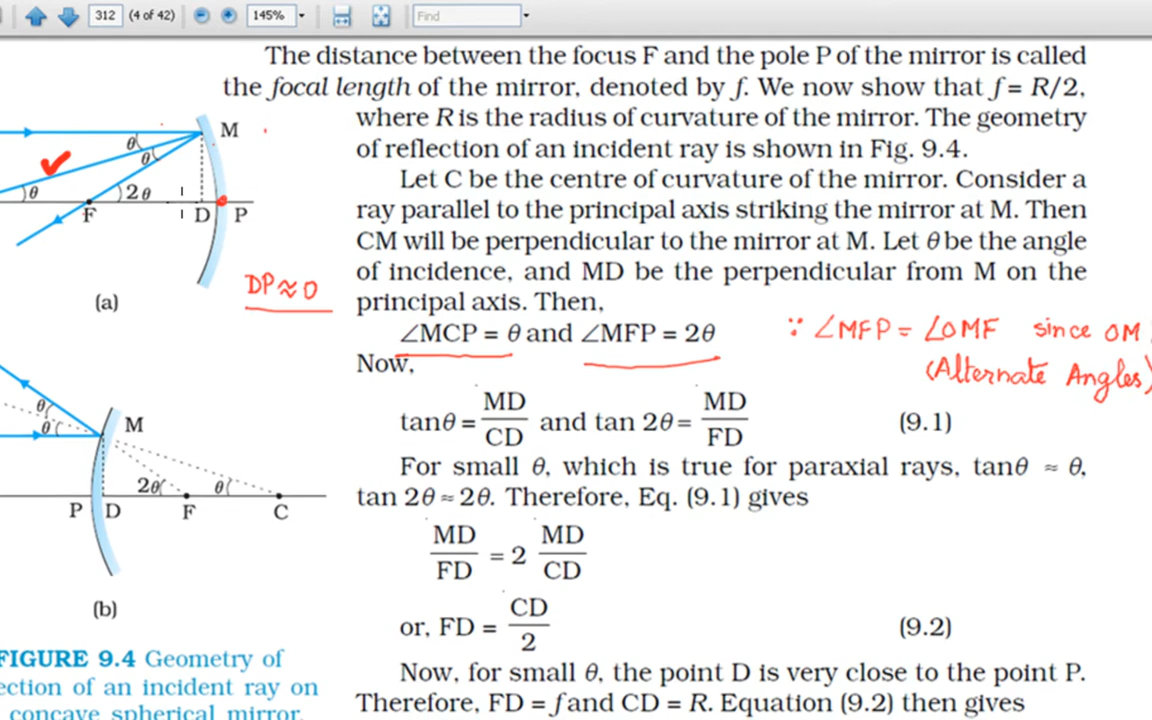 312 (4 of 42) 145% Find
The distance between the focus F and the pole P of the mirror is called
the focal length of the mirror, denoted by f. We now show that f = R/2,
where R is the radius of curvature of the mirror. The geometry
of reflection of an incident ray is shown in Fig. 9.4.
Let C be the centre of curvature of the mirror. Consider a
ray parallel to the principal axis striking the mirror at M. Then
CM will be perpendicular to the mirror at M. Let θ be the angle
of incidence, and MD be the perpendicular from M on the
principal axis. Then,
∠MCP = θ and ∠MFP = 2θ
∵ ∠MFP = ∠OMF since OM
(Alternate Angles)
Now,
tanθ = MD/CD and tan 2θ = MD/FD (9.1)
For small θ, which is true for paraxial rays, tanθ ≈ θ,
tan 2θ ≈ 2θ. Therefore, Eq. (9.1) gives
MD/FD = 2 MD/CD
or, FD = CD/2 (9.2)
Now, for small θ, the point D is very close to the point P.
Therefore, FD = f and CD = R. Equation (9.2) then gives
M
θ
θ
θ 2θ
F D P
DP≈0
(a)
θ
θ
M
2θ θ
P D F C
(b)
FIGURE 9.4 Geometry of
ection of an incident ray on
concave spherical mirror.